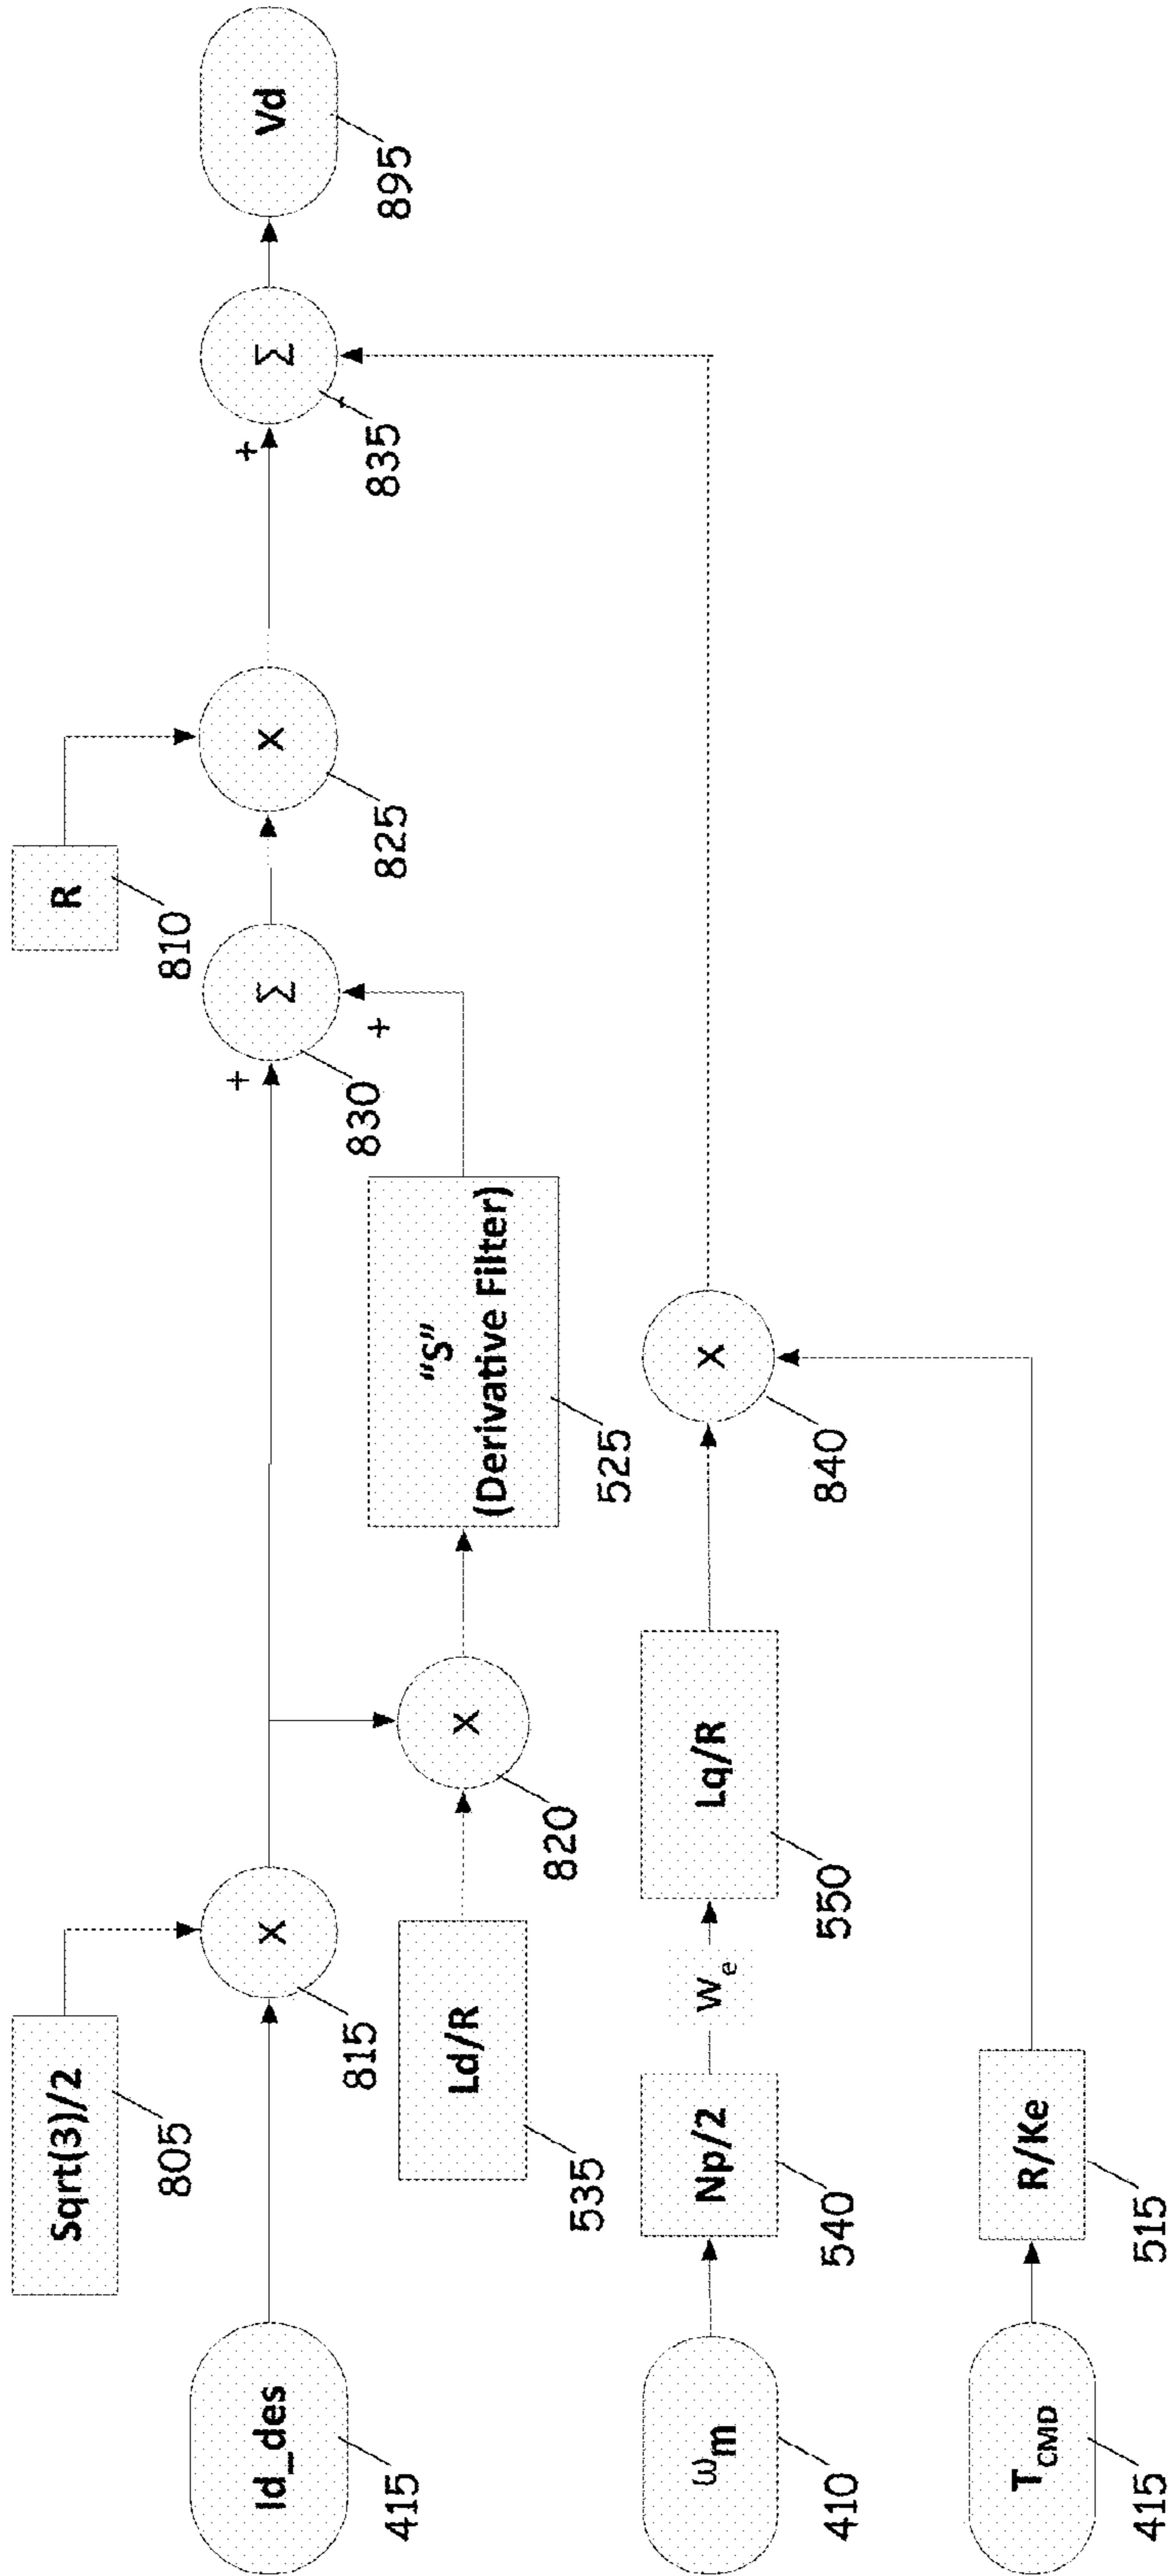 Sqrt(3)/2
805
R
810
Id_des
415
X
815
+
Σ
830
X
825
+
Σ
835
-
Vd
895
Ld/R
535
X
820
"S"
(Derivative Filter)
525
+
ωm
410
Np/2
540
We
Lq/R
550
X
840
TCMD
415
R/Ke
515